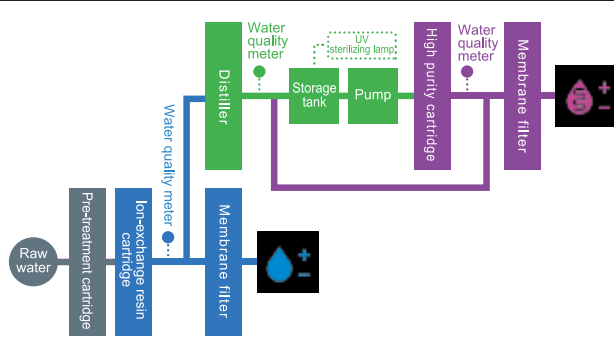 Raw
water
Pre-treatment cartridge
Ion-exchange resin
cartridge
Water quality meter
Membrane filter
Distiller
Water
quality
meter
UV
sterilizing lamp
Storage
tank
Pump
High purity cartridge
Water
quality
meter
Membrane filter